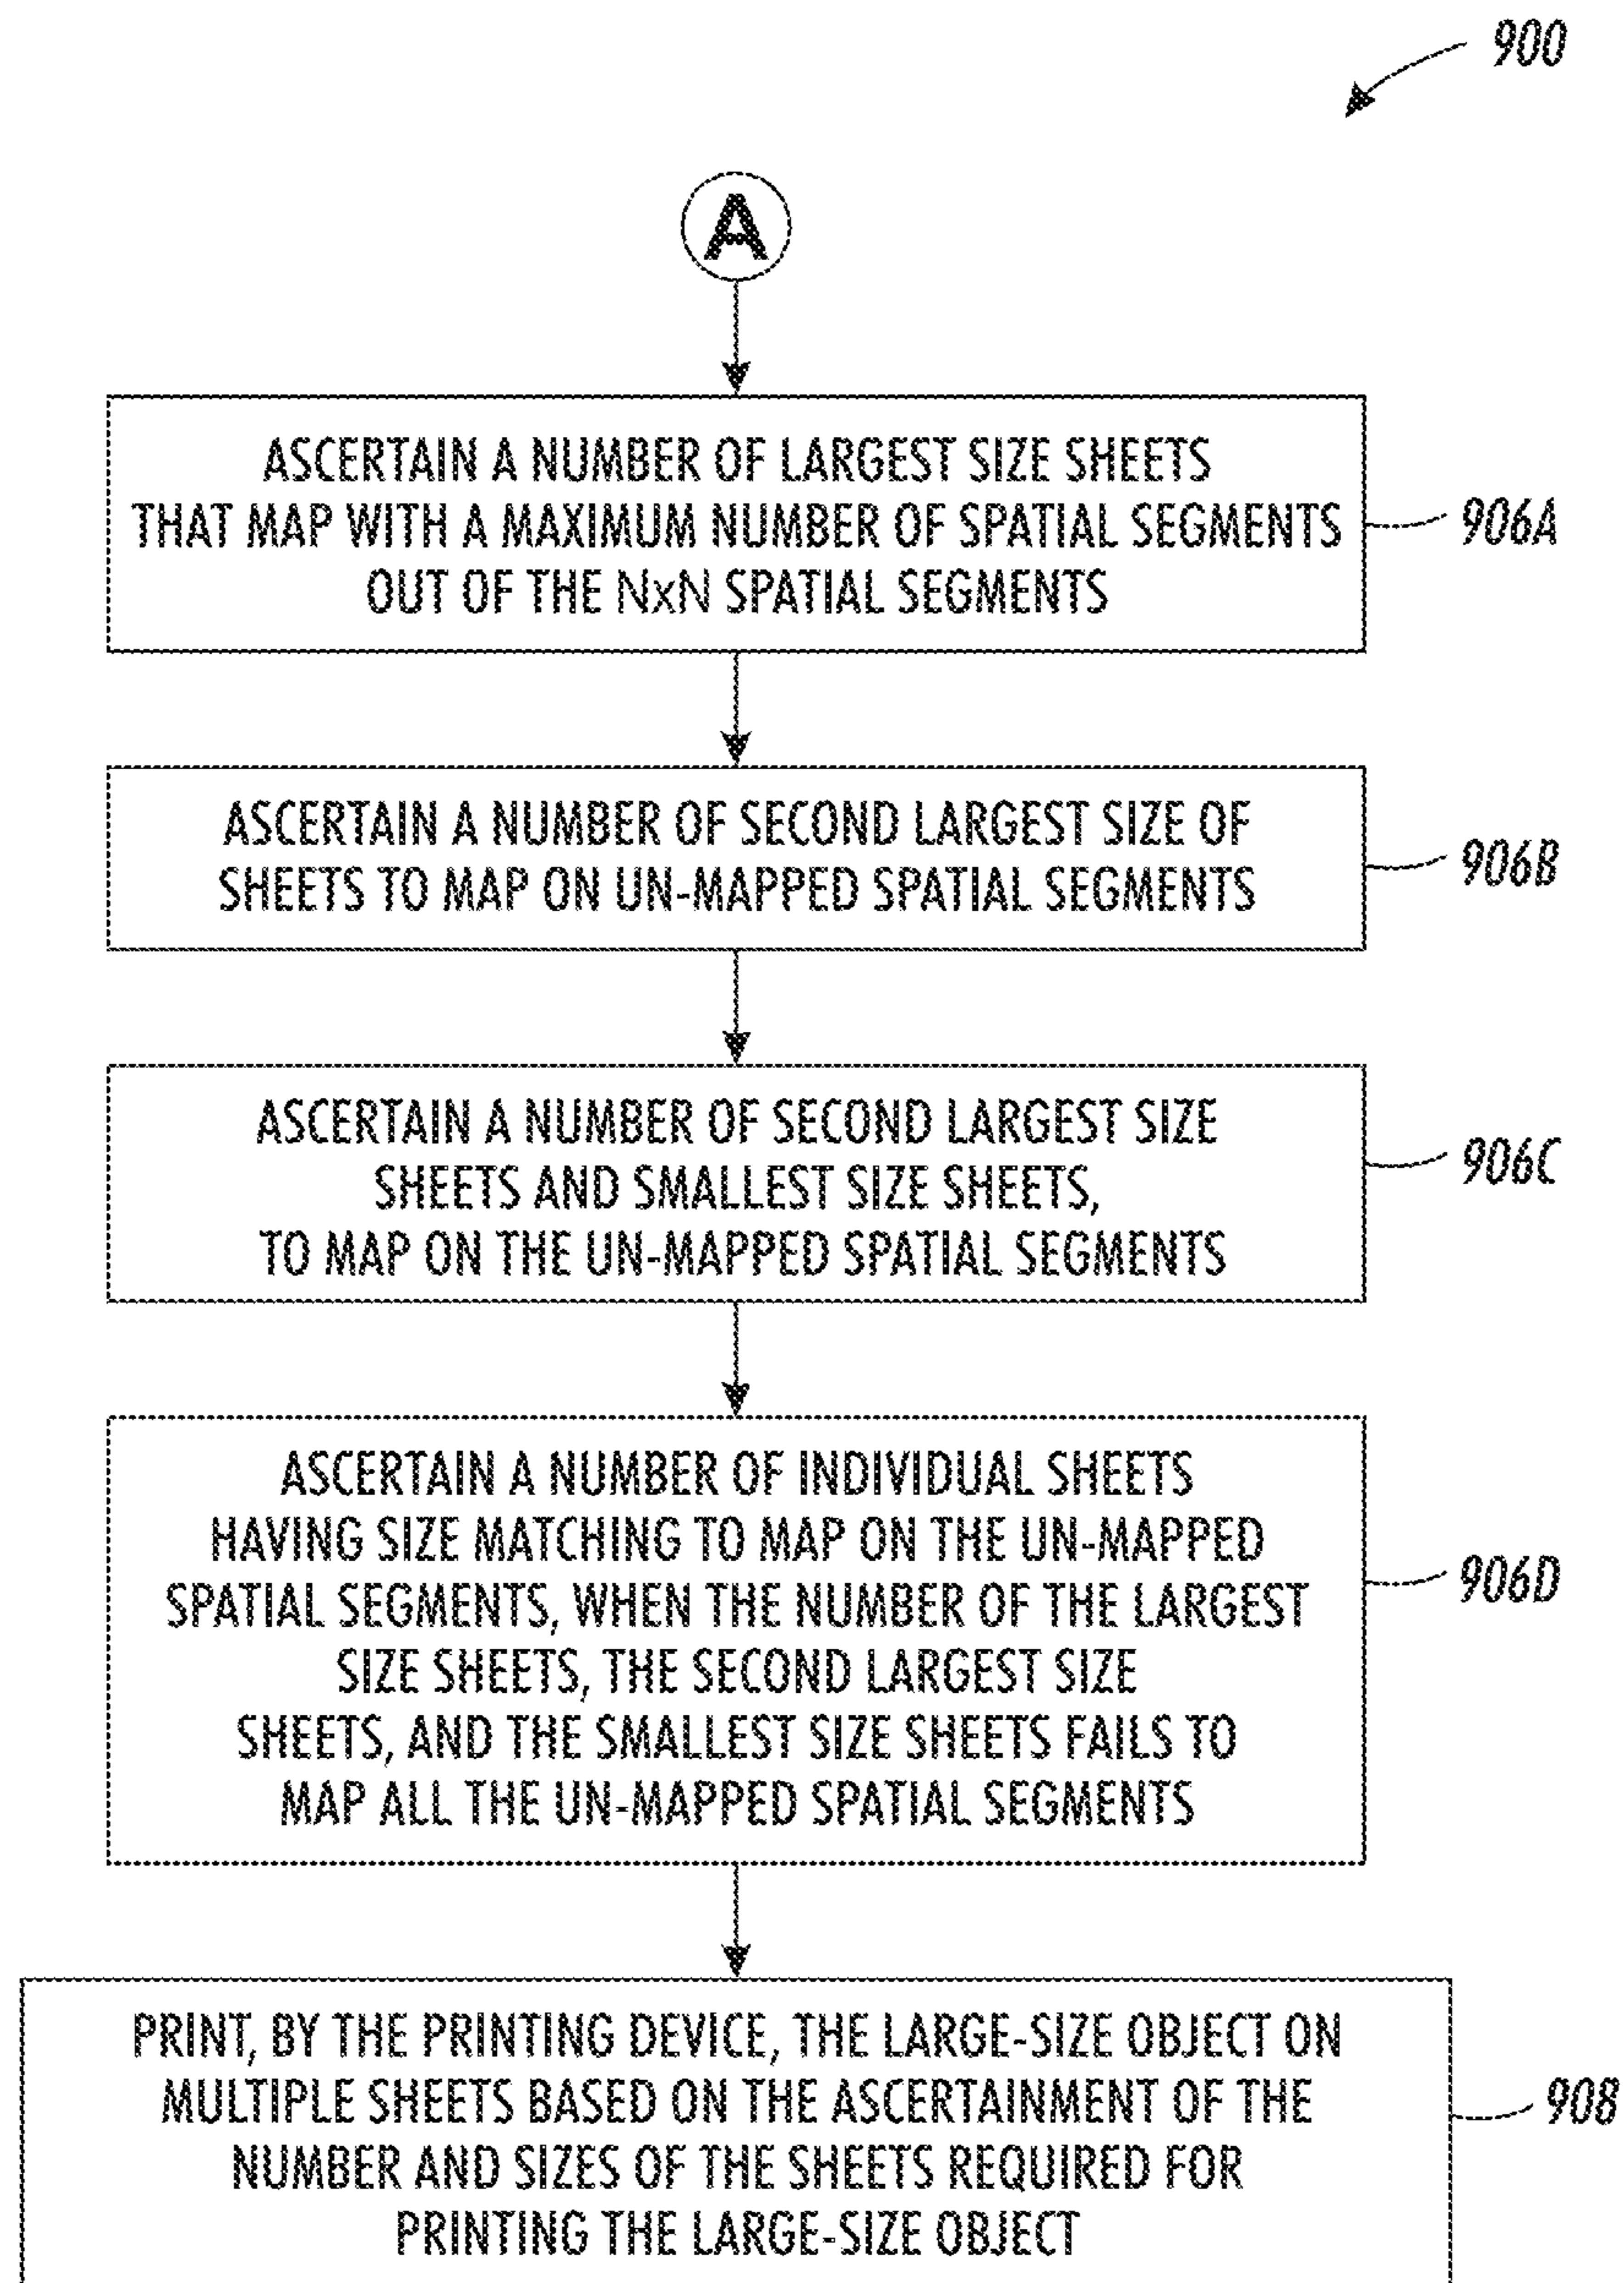 900
A
ASCERTAIN A NUMBER OF LARGEST SIZE SHEETS
THAT MAP WITH A MAXIMUM NUMBER OF SPATIAL SEGMENTS
OUT OF THE NxN SPATIAL SEGMENTS
906A
ASCERTAIN A NUMBER OF SECOND LARGEST SIZE OF
SHEETS TO MAP ON UN-MAPPED SPATIAL SEGMENTS
906B
ASCERTAIN A NUMBER OF SECOND LARGEST SIZE
SHEETS AND SMALLEST SIZE SHEETS,
TO MAP ON THE UN-MAPPED SPATIAL SEGMENTS
906C
ASCERTAIN A NUMBER OF INDIVIDUAL SHEETS
HAVING SIZE MATCHING TO MAP ON THE UN-MAPPED
SPATIAL SEGMENTS, WHEN THE NUMBER OF THE LARGEST
SIZE SHEETS, THE SECOND LARGEST SIZE
SHEETS, AND THE SMALLEST SIZE SHEETS FAILS TO
MAP ALL THE UN-MAPPED SPATIAL SEGMENTS
906D
PRINT, BY THE PRINTING DEVICE, THE LARGE-SIZE OBJECT ON
MULTIPLE SHEETS BASED ON THE ASCERTAINMENT OF THE
NUMBER AND SIZES OF THE SHEETS REQUIRED FOR
PRINTING THE LARGE-SIZE OBJECT
908